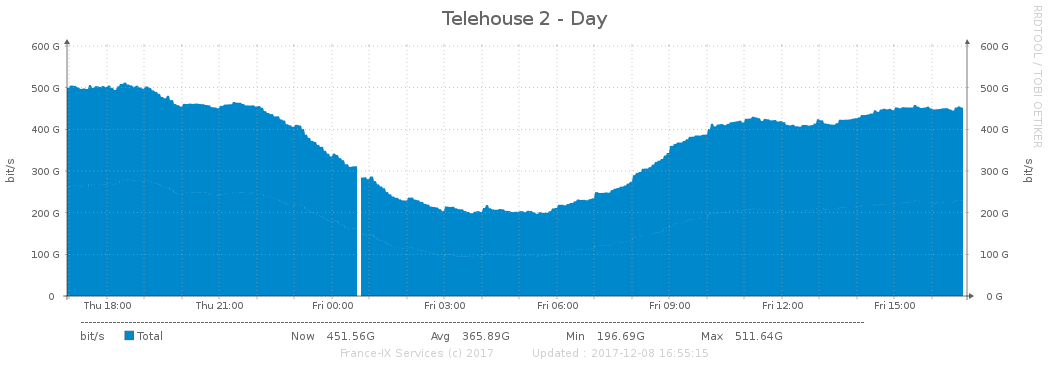 Telehouse 2 - Day
RRDTOOL / TOBI OETIKER
bit/s
600 G
500 G
400 G
300 G
200 G
100 G
0
600 G
500 G
400 G
300 G
200 G
100 G
0 G
bit/s
Thu 18:00 Thu 21:00 Fri 00:00 Fri 03:00 Fri 06:00 Fri 09:00 Fri 12:00 Fri 15:00
bit/s Total Now 451.56G Avg 365.89G Min 196.69G Max 511.64G
France-IX Services (c) 2017 Updated : 2017-12-08 16:55:15